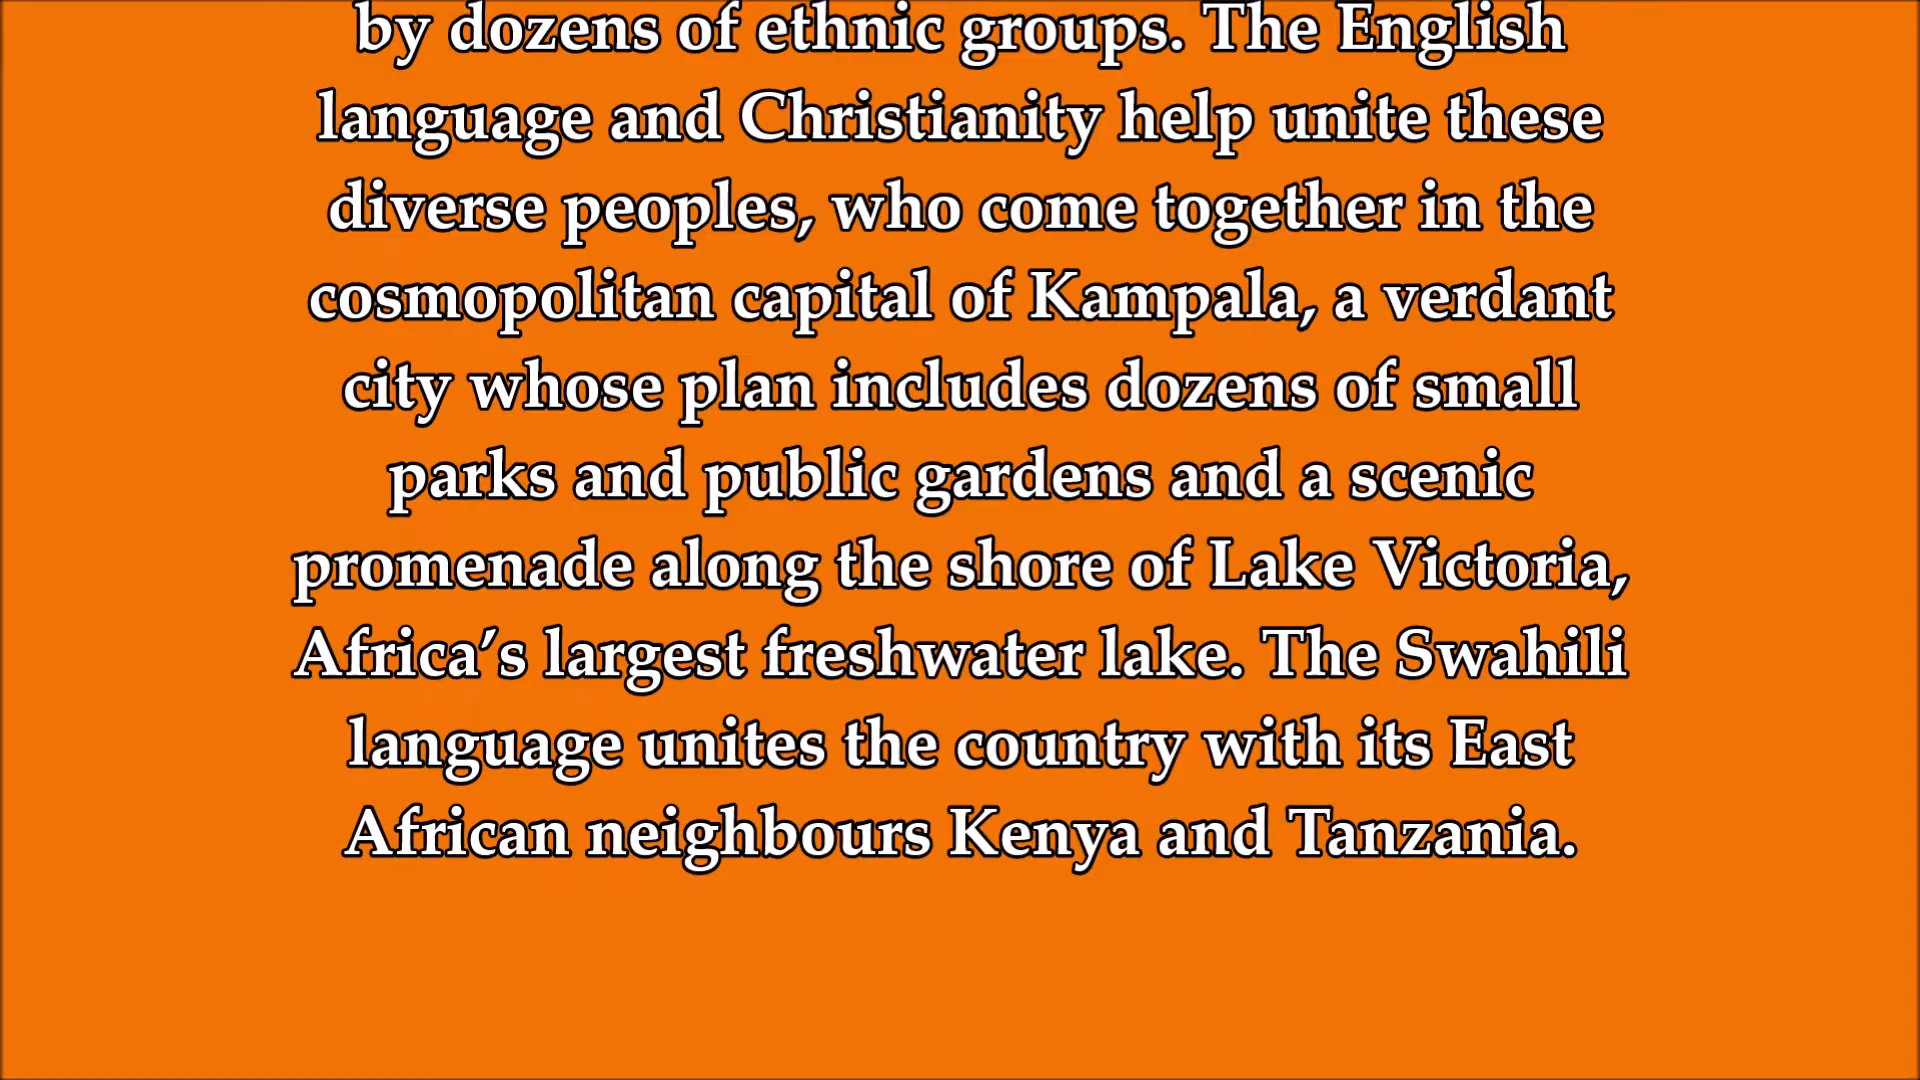 by dozens of ethnic groups. The English
language and Christianity help unite these
diverse peoples, who come together in the
cosmopolitan capital of Kampala, a verdant
city whose plan includes dozens of small
parks and public gardens and a scenic
promenade along the shore of Lake Victoria,
Africa’s largest freshwater lake. The Swahili
language unites the country with its East
African neighbours Kenya and Tanzania.